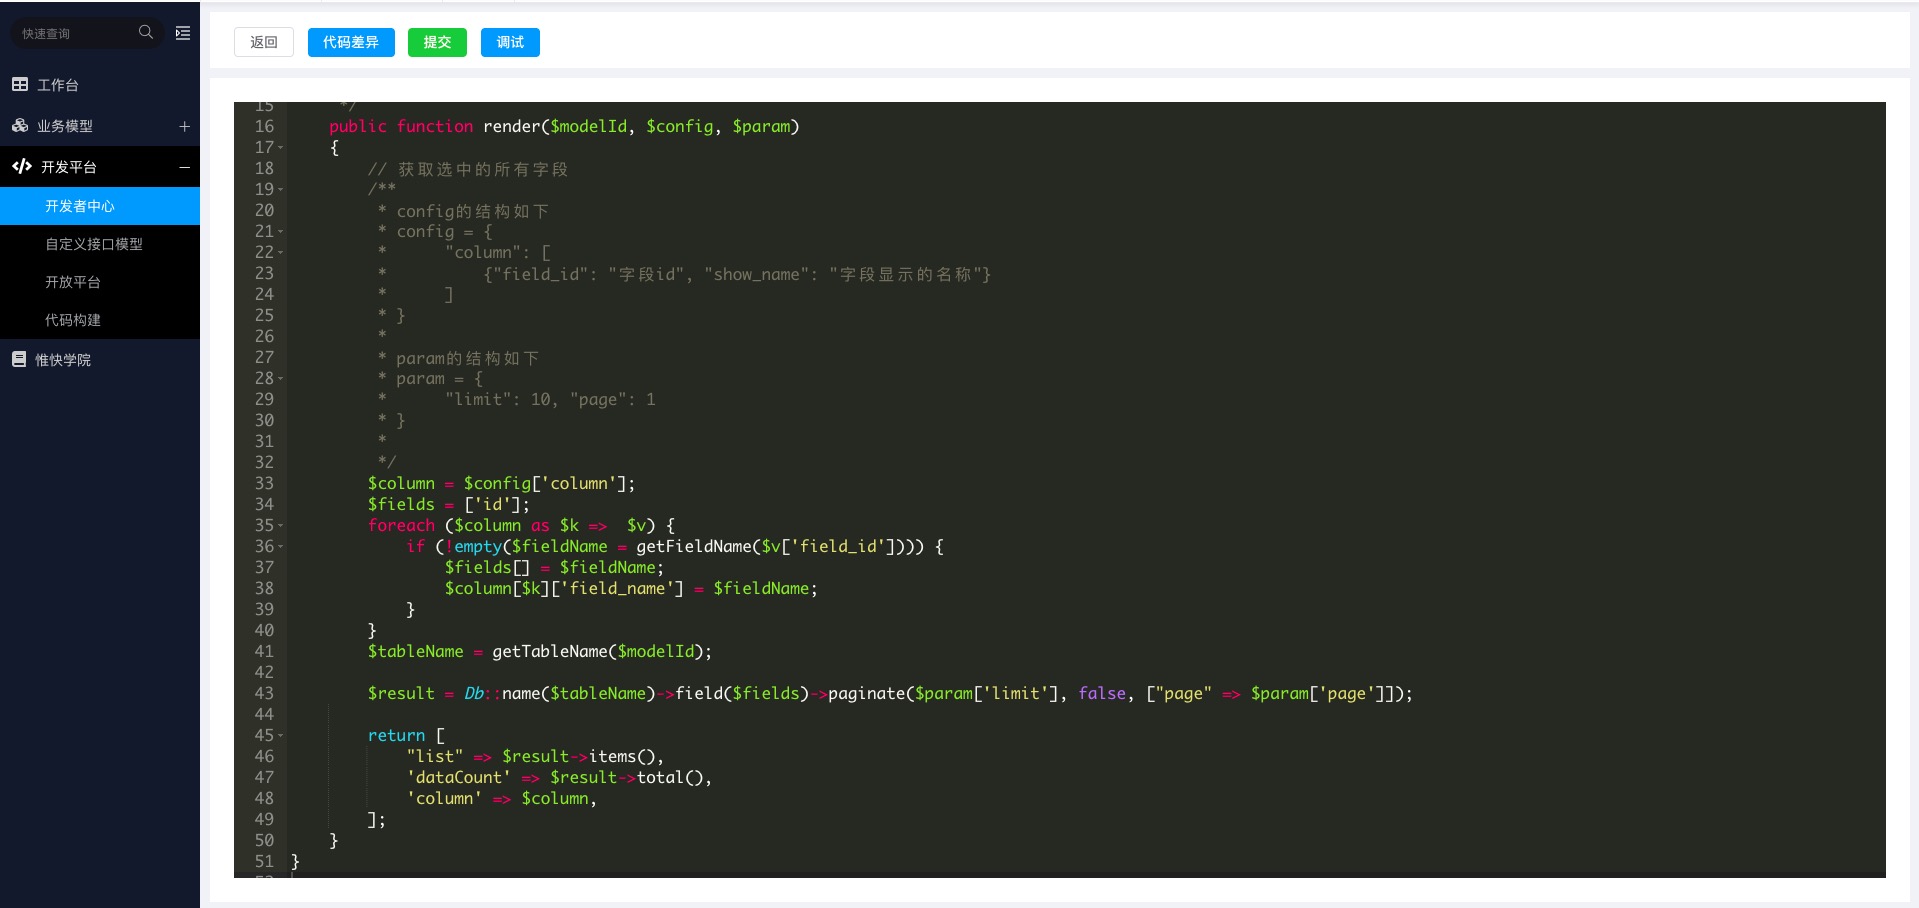 快速查询
工作台
业务模型
开发平台
开发者中心
自定义接口模型
开放平台
代码构建
惟快学院
返回 代码差异 提交 调试
15 */
16 public function render($modelId, $config, $param)
17 {
18 // 获取选中的所有字段
19 /**
20 * config的结构如下
21 * config = {
22 * "column": [
23 * {"field_id": "字段id", "show_name": "字段显示的名称"}
24 * ]
25 * }
26 *
27 * param的结构如下
28 * param = {
29 * "limit": 10, "page": 1
30 * }
31 *
32 */
33 $column = $config['column'];
34 $fields = ['id'];
35 foreach ($column as $k =>  $v) {
36 if (!empty($fieldName = getFieldName($v['field_id']))) {
37 $fields[] = $fieldName;
38 $column[$k]['field_name'] = $fieldName;
39 }
40 }
41 $tableName = getTableName($modelId);
42
43 $result = Db::name($tableName)->field($fields)->paginate($param['limit'], false, ["page" => $param['page']]);
44
45 return [
46 "list" => $result->items(),
47 'dataCount' => $result->total(),
48 'column' => $column,
49 ];
50 }
51 }